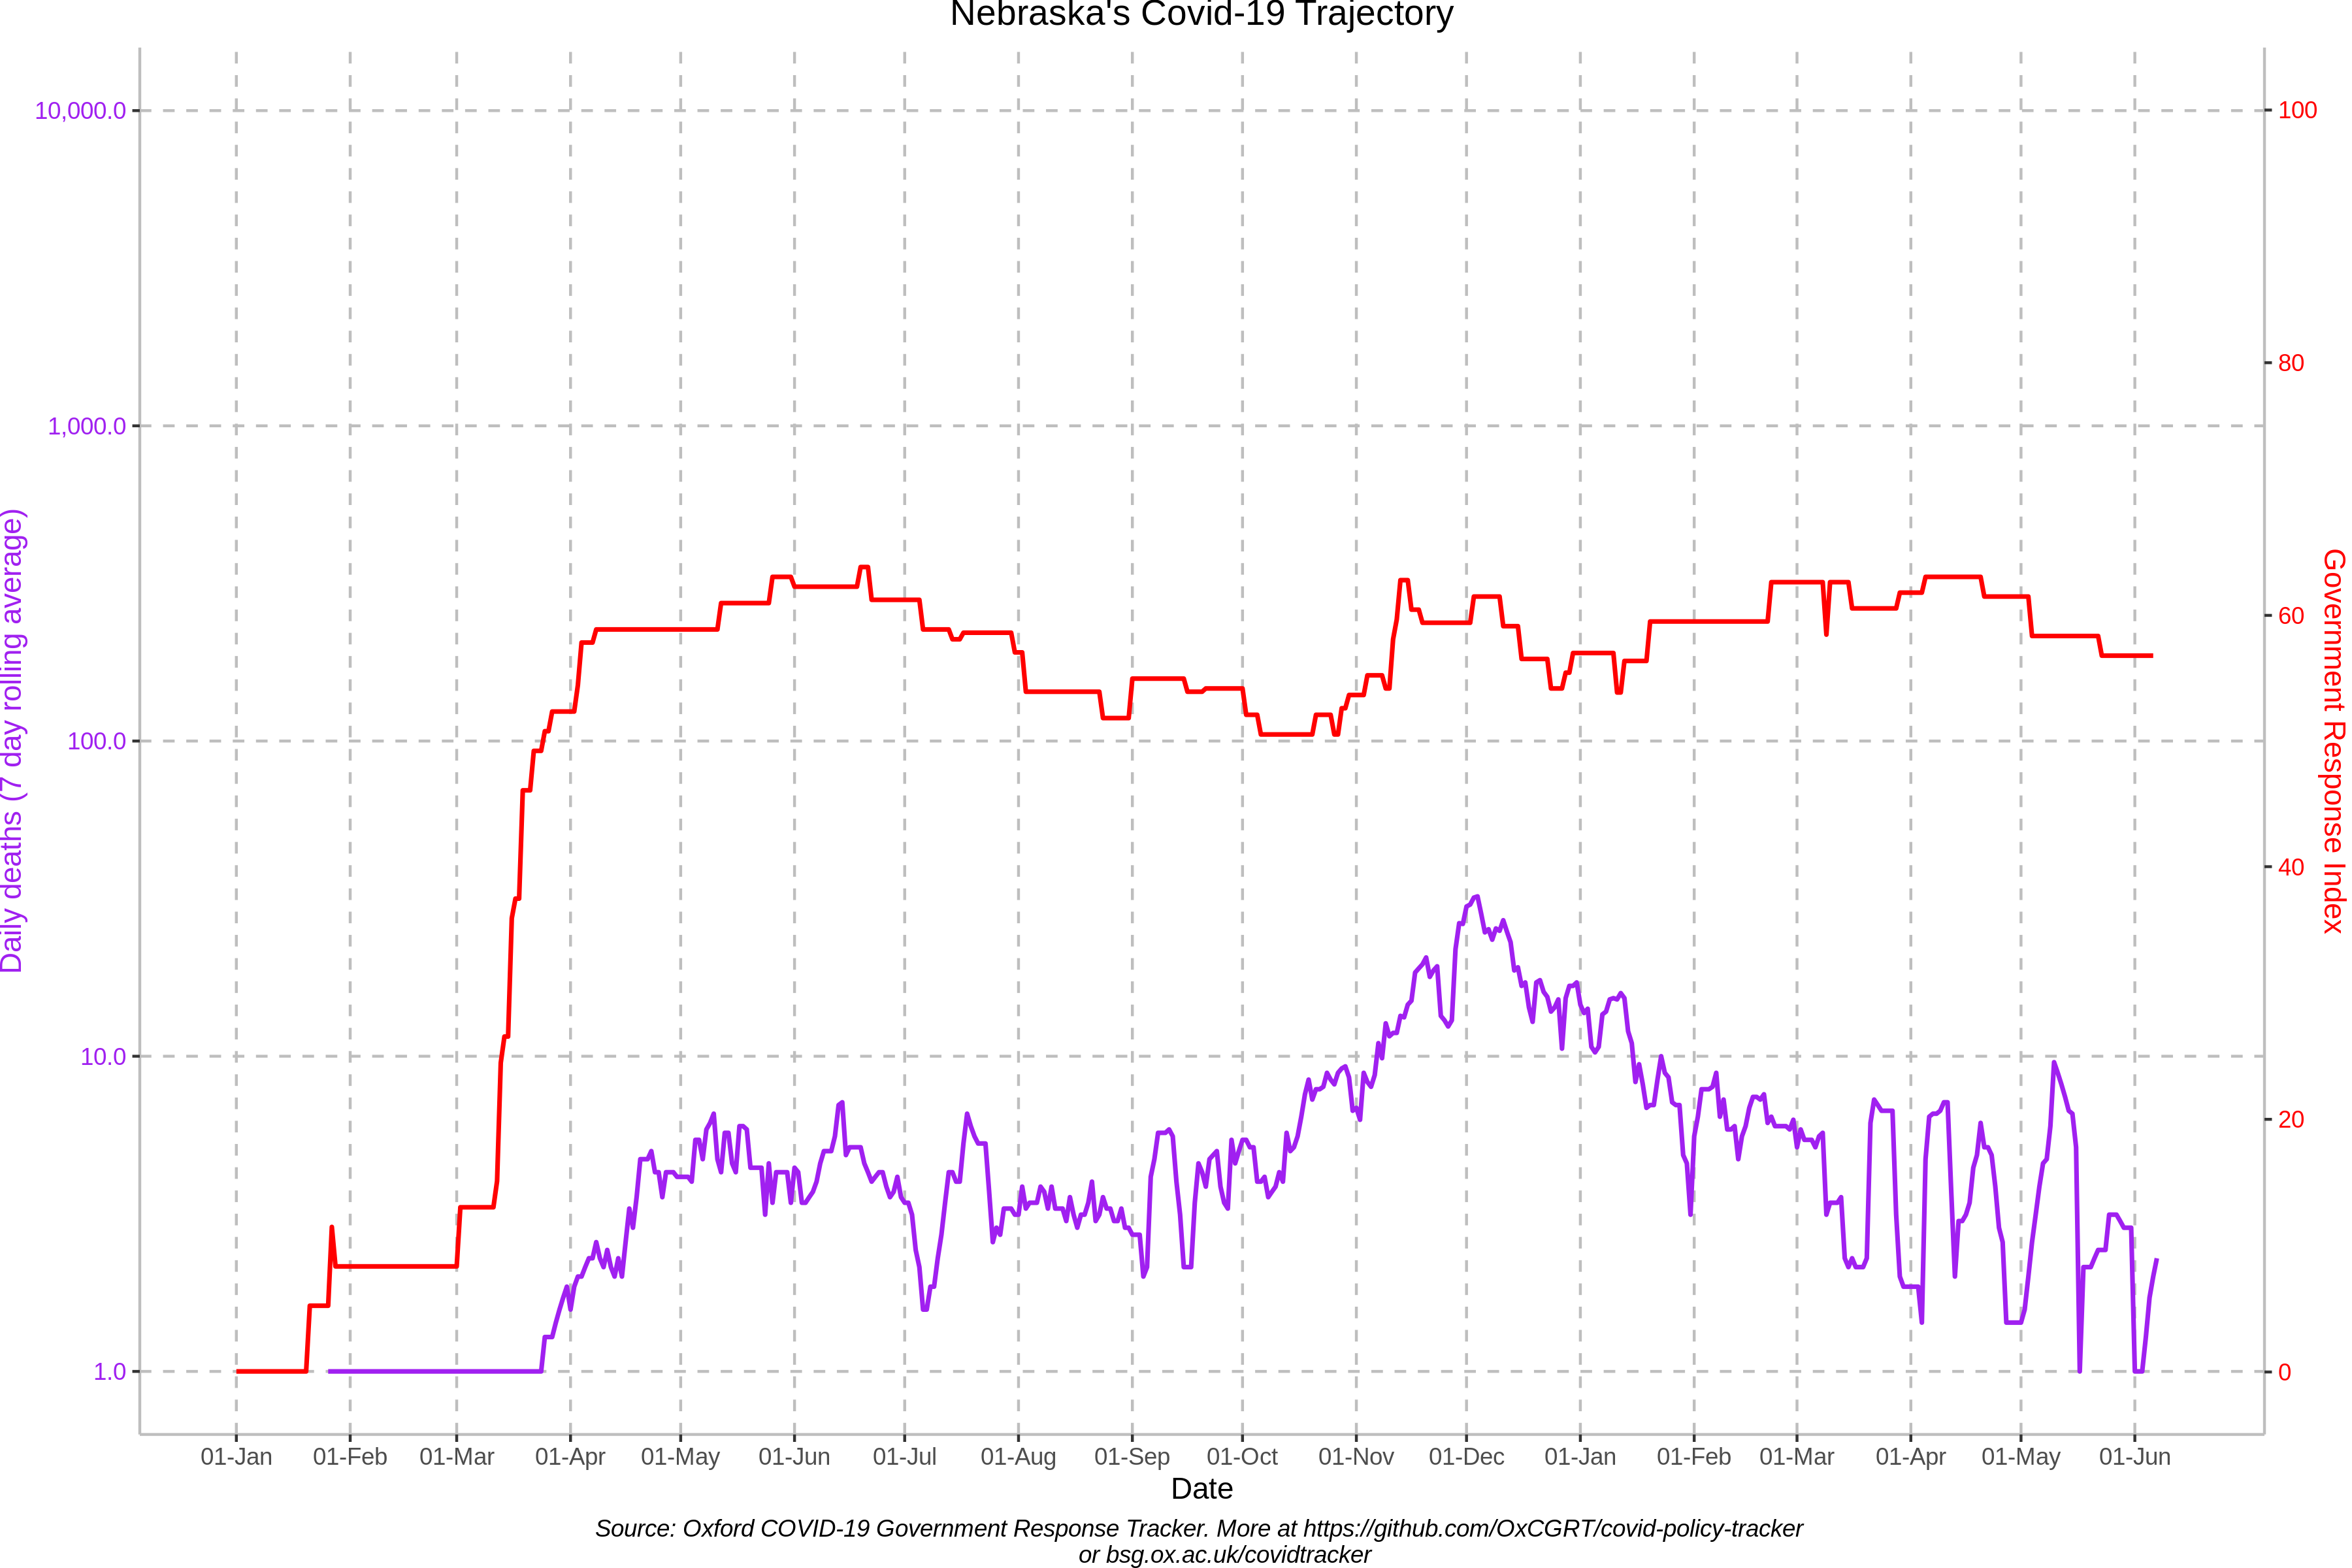 Nebraska's Covid-19 Trajectory
10,000.0
1,000.0
100.0
10.0
1.0
Daily deaths (7 day rolling average)
100
80
60
40
20
0
Government Response Index
01-Jan 01-Feb 01-Mar 01-Apr 01-May 01-Jun 01-Jul 01-Aug 01-Sep 01-Oct 01-Nov 01-Dec 01-Jan 01-Feb 01-Mar 01-Apr 01-May 01-Jun
Date
Source: Oxford COVID-19 Government Response Tracker. More at https://github.com/OxCGRT/covid-policy-tracker
or bsg.ox.ac.uk/covidtracker